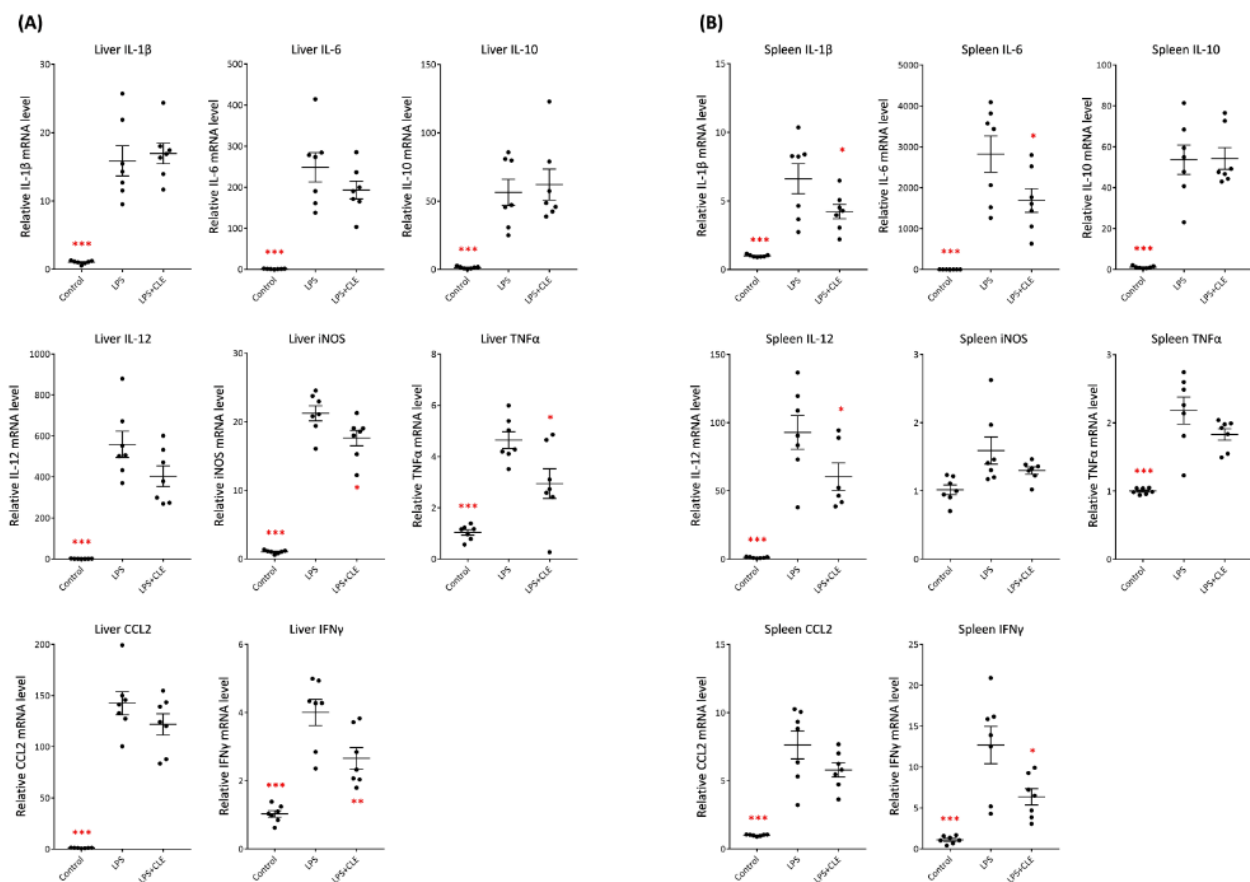 (A)
Liver IL-1β
Relative IL-1β mRNA level
30
20
10
0
***
Control
LPS
LPS+CLE
Liver IL-6
Relative IL-6 mRNA level
500
400
300
200
100
0
***
Control
LPS
LPS+CLE
Liver IL-10
Relative IL-10 mRNA level
150
100
50
0
***
Control
LPS
LPS+CLE
Liver IL-12
Relative IL-12 mRNA level
1000
800
600
400
200
0
***
Control
LPS
LPS+CLE
Liver iNOS
Relative iNOS mRNA level
30
20
10
0
***
*
Control
LPS
LPS+CLE
Liver TNFα
Relative TNFα mRNA level
8
6
4
2
0
***
*
Control
LPS
LPS+CLE
Liver CCL2
Relative CCL2 mRNA level
200
150
100
50
0
***
Control
LPS
LPS+CLE
Liver IFNγ
Relative IFNγ mRNA level
6
4
2
0
***
**
Control
LPS
LPS+CLE
(B)
Spleen IL-1β
Relative IL-1β mRNA level
15
10
5
0
***
*
Control
LPS
LPS+CLE
Spleen IL-6
Relative IL-6 mRNA level
5000
4000
3000
2000
1000
0
***
*
Control
LPS
LPS+CLE
Spleen IL-10
Relative IL-10 mRNA level
100
80
60
40
20
0
***
Control
LPS
LPS+CLE
Spleen IL-12
Relative IL-12 mRNA level
150
100
50
0
***
*
Control
LPS
LPS+CLE
Spleen iNOS
Relative iNOS mRNA level
3
2
1
0
Control
LPS
LPS+CLE
Spleen TNFα
Relative TNFα mRNA level
3
2
1
0
***
Control
LPS
LPS+CLE
Spleen CCL2
Relative CCL2 mRNA level
15
10
5
0
***
Control
LPS
LPS+CLE
Spleen IFNγ
Relative IFNγ mRNA level
25
20
15
10
5
0
***
*
Control
LPS
LPS+CLE